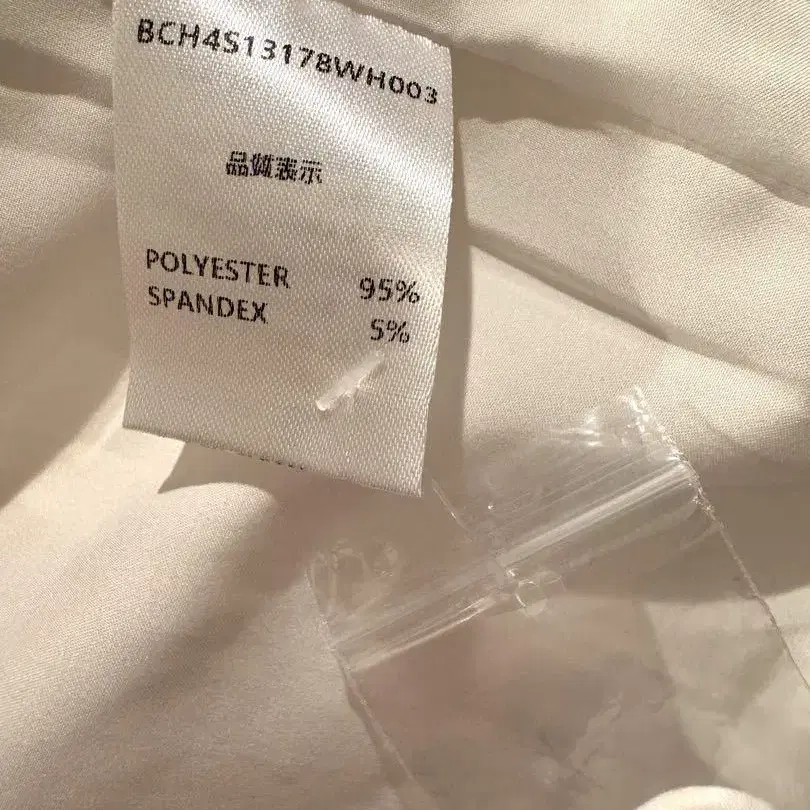 BCH4S13178WH003
品質表示
POLYESTER 95%
SPANDEX 5%